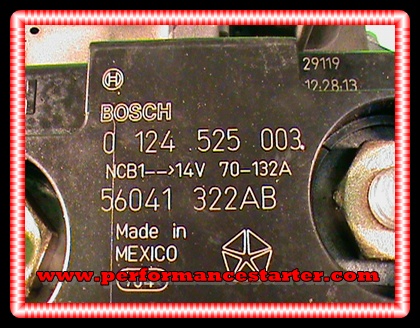 29119
12:28:13
BOSCH
0 124 525 003
NCB1-->14V 70-132A
56041 322AB
Made in
MEXICO
www.performancestarter.com
704